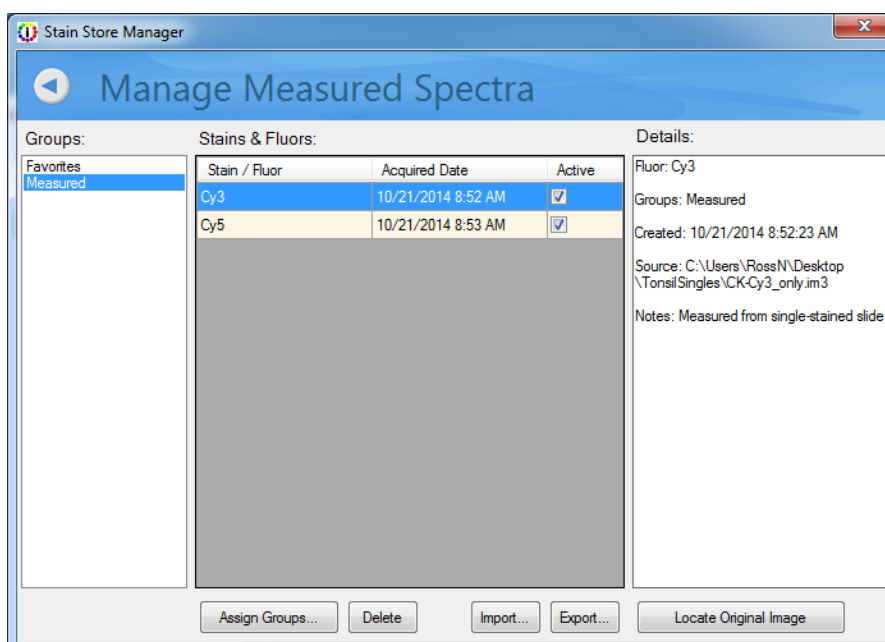 Stain Store Manager
Manage Measured Spectra
Groups:
Favorites
Measured
Stains & Fluors:
Stain / Fluor Acquired Date Active
Cy3 10/21/2014 8:52 AM
Cy5 10/21/2014 8:53 AM
Details:
Fluor: Cy3
Groups: Measured
Created: 10/21/2014 8:52:23 AM
Source: C:\Users\RossN\Desktop
\TonsilSingles\CK-Cy3_only.im3
Notes: Measured from single-stained slide
Assign Groups... Delete Import... Export... Locate Original Image